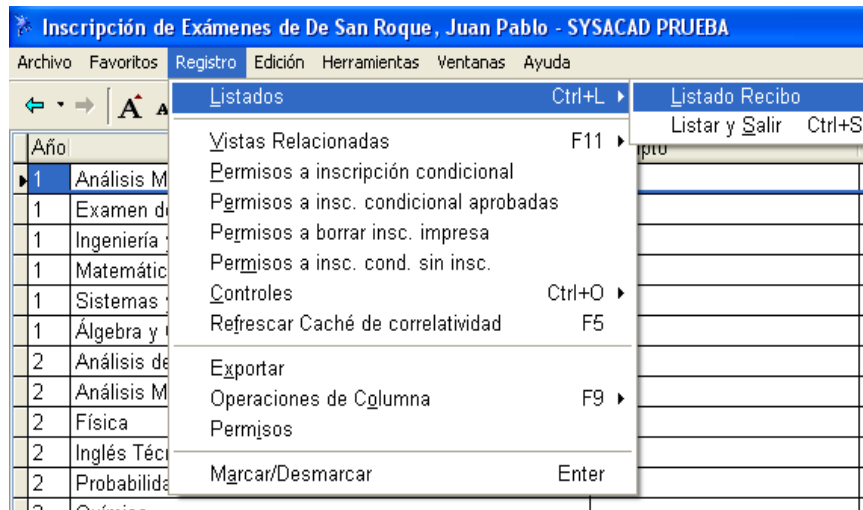 Inscripción de Exámenes de De San Roque, Juan Pablo - SYSACAD PRUEBA
Archivo Favoritos Registro Edición Herramientas Ventanas Ayuda
Listados Ctrl+L
Listado Recibo
Listar y Salir Ctrl+S
Vistas Relacionadas F11
Permisos a inscripción condicional
Permisos a insc. condicional aprobadas
Permisos a borrar insc. impresa
Permisos a insc. cond. sin insc.
Controles Ctrl+O
Refrescar Caché de correlatividad F5
Exportar
Operaciones de Columna F9
Permisos
Marcar/Desmarcar Enter
Año
1 Análisis M
1 Examen d
1 Ingeniería
1 Matemátic
1 Sistemas
1 Álgebra y
2 Análisis de
2 Análisis M
2 Física
2 Inglés Téc
2 Probabilida